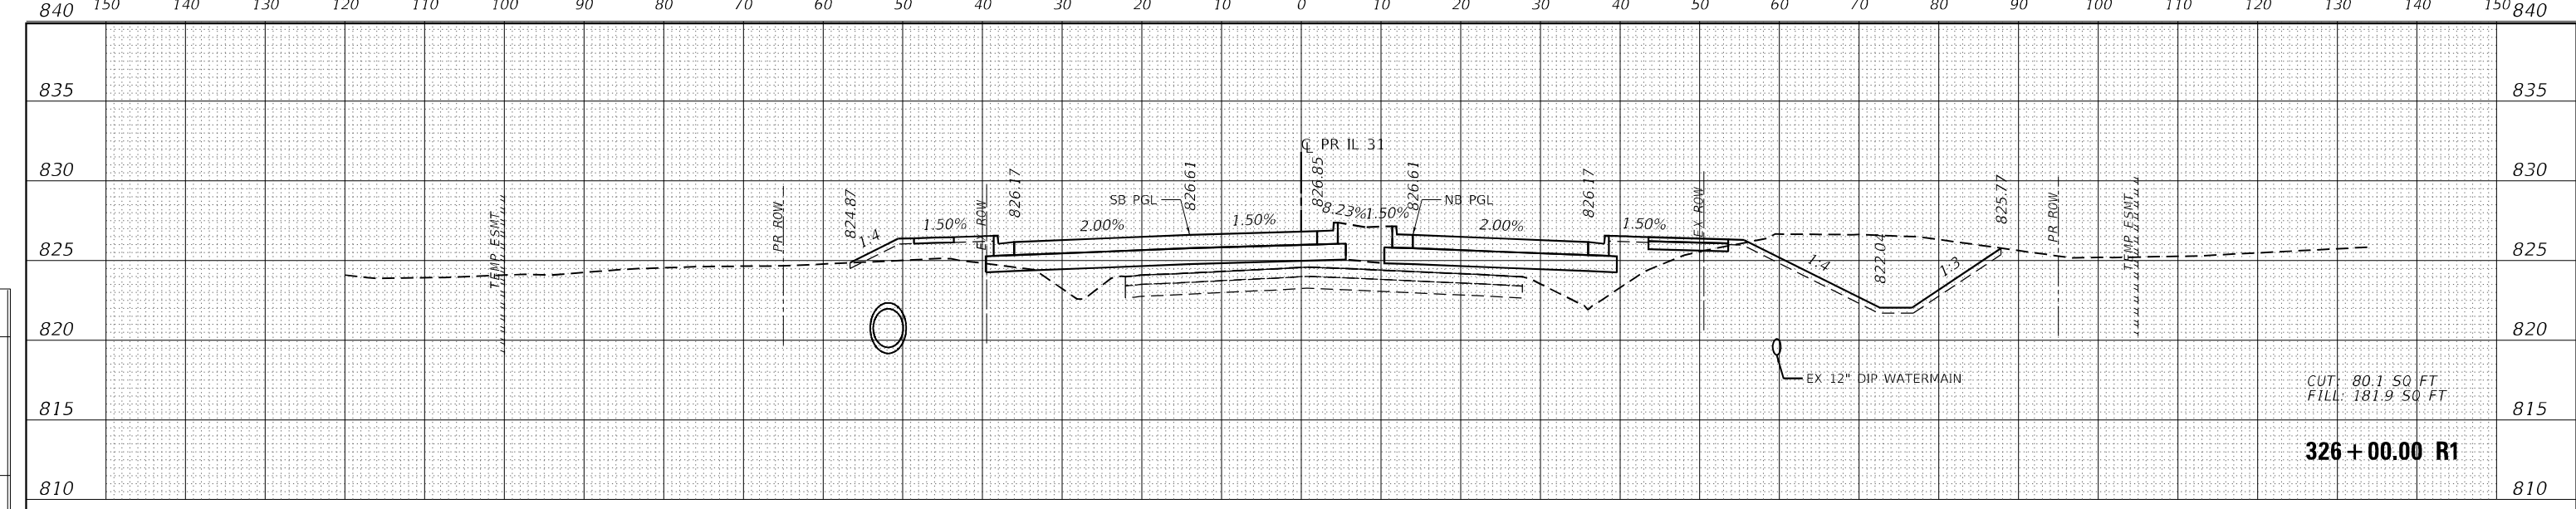 150 140 130 120 110 100 90 80 70 60 50 40 30 20 10 0 10 20 30 40 50 60 70 80 90 100 110 120 130 140 150
840 840
835 835
830 830
825 825
820 820
815 815
810 810
TEMP ESMT
PR ROW
824.87
1:4
1.50%
EX ROW
826.17
2.00%
SB PGL
826.61
1.50%
℄ PR IL 31
826.85
8.23%
1.50%
826.61
NB PGL
2.00%
826.17
1.50%
EX ROW
1:4
822.04
1:3
825.77
PR ROW
TEMP ESMT
EX 12" DIP WATERMAIN
CUT: 80.1 SQ FT
FILL: 181.9 SQ FT
326+00.00 R1